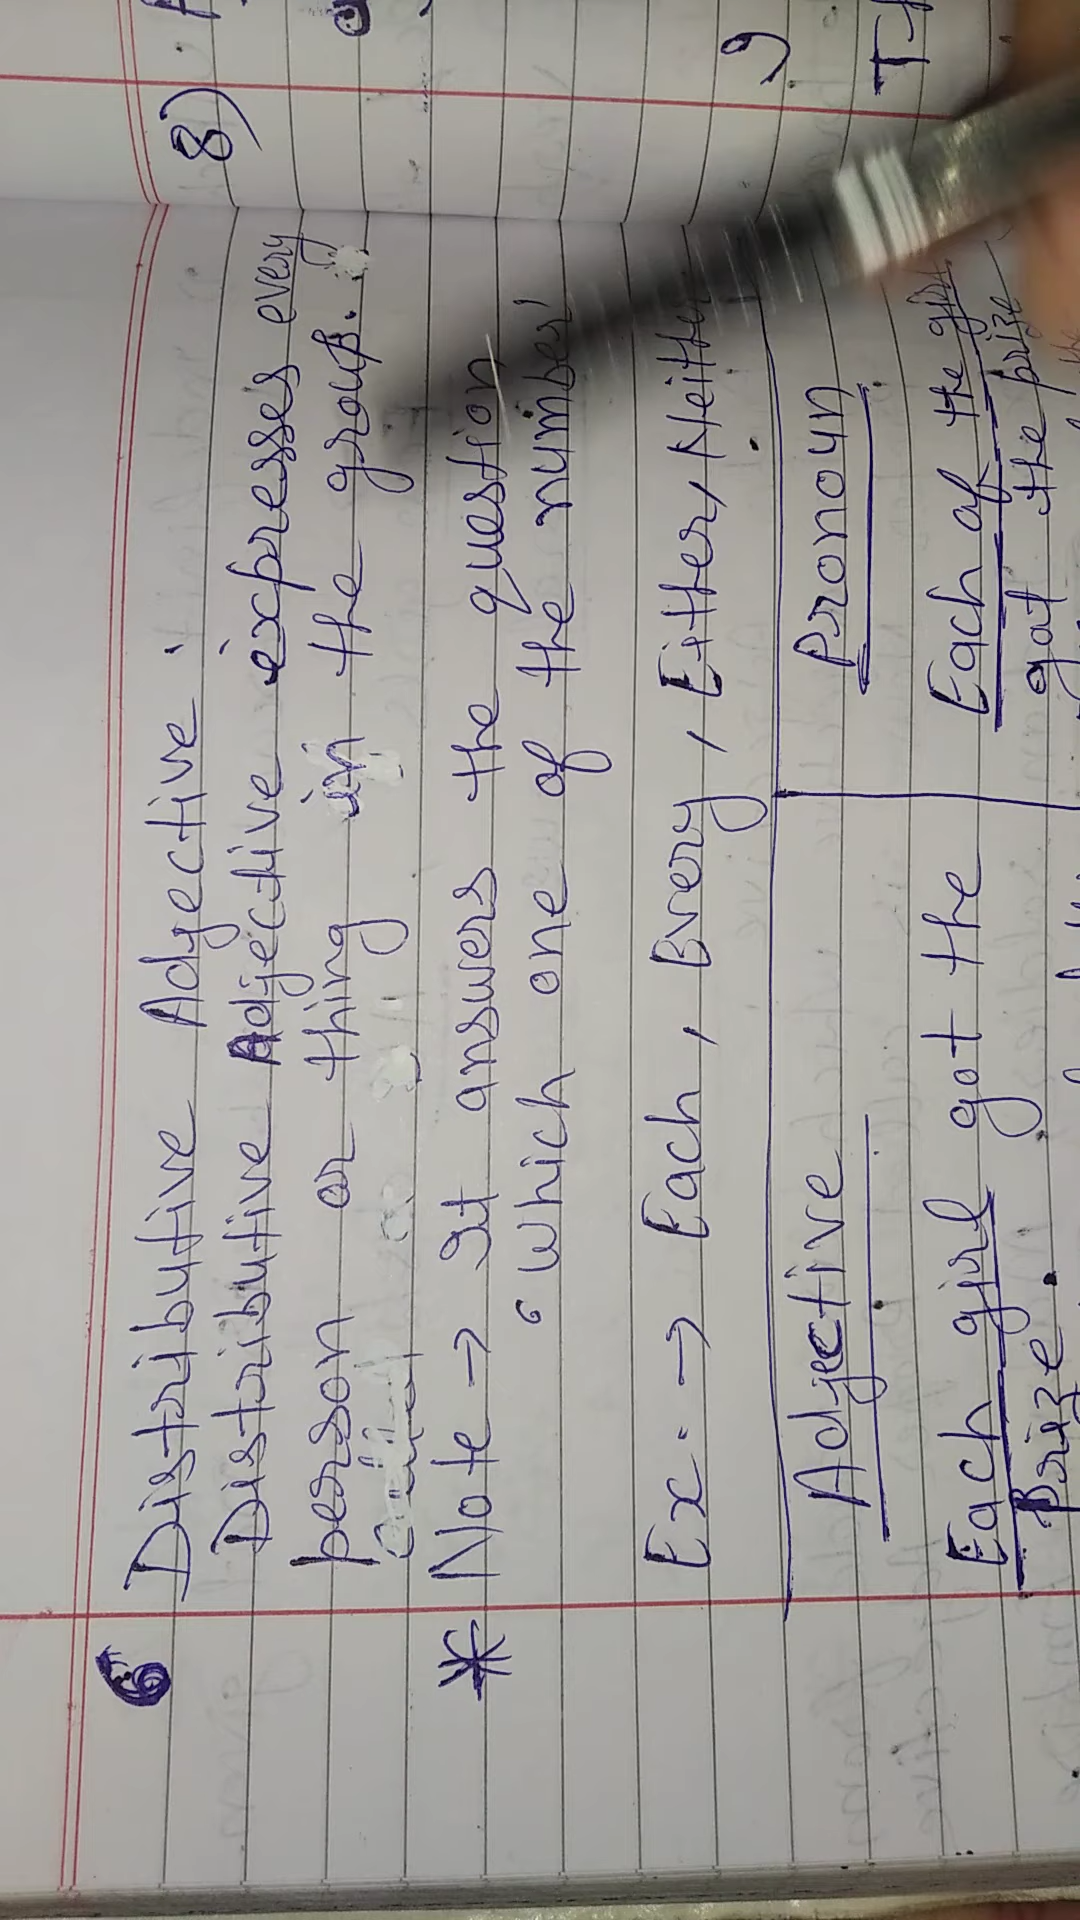 6 Distributive Adjective
Distributive Adjective expresses every
person or thing in the group.
* Note → It answers the question
"Which one of the number'
Ex. → Each, Every, Either, Neither
Adjective
Pronoun
Each girl got the
Prize.
Each of the
got the prize
8)